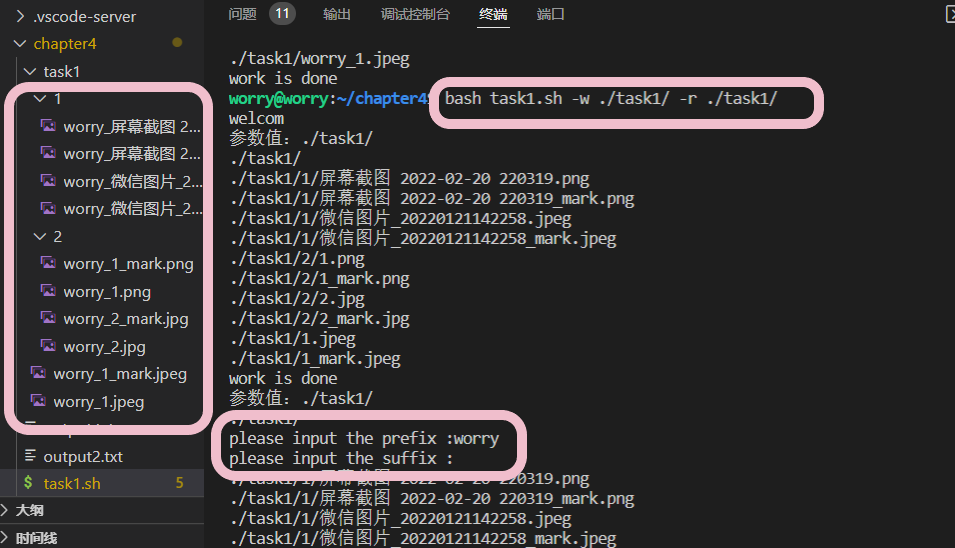 .vscode-server
chapter4
task1
1
worry_屏幕截图 2...
worry_屏幕截图 2...
worry_微信图片_2...
worry_微信图片_2...
2
worry_1_mark.png
worry_1.png
worry_2_mark.jpg
worry_2.jpg
worry_1_mark.jpeg
worry_1.jpeg
output2.txt
task1.sh 5
大纲
时间线
问题 11 输出 调试控制台 终端 端口
./task1/worry_1.jpeg
work is done
worry@worry:~/chapter4$ bash task1.sh -w ./task1/ -r ./task1/
welcom
参数值: ./task1/
./task1/
./task1/1/屏幕截图 2022-02-20 220319.png
./task1/1/屏幕截图 2022-02-20 220319_mark.png
./task1/1/微信图片_20220121142258.jpeg
./task1/1/微信图片_20220121142258_mark.jpeg
./task1/2/1.png
./task1/2/1_mark.png
./task1/2/2.jpg
./task1/2/2_mark.jpg
./task1/1.jpeg
./task1/1_mark.jpeg
work is done
参数值: ./task1/
./task1/
please input the prefix :worry
please input the suffix :
./task1/1/屏幕截图 2022-02-20 220319.png
./task1/1/屏幕截图 2022-02-20 220319_mark.png
./task1/1/微信图片_20220121142258.jpeg
./task1/1/微信图片_20220121142258_mark.jpeg